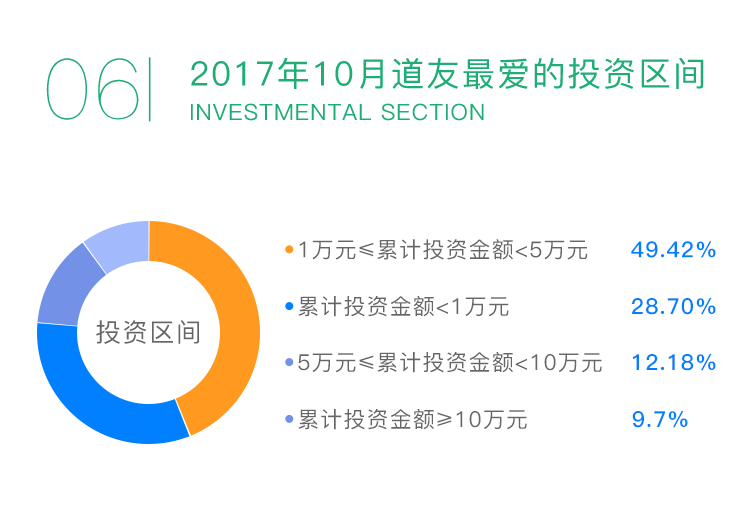 06
2017年10月道友最爱的投资区间
INVESTMENTAL SECTION
投资区间
1万元≤累计投资金额<5万元 49.42%
累计投资金额<1万元 28.70%
5万元≤累计投资金额<10万元 12.18%
累计投资金额≥10万元 9.7%